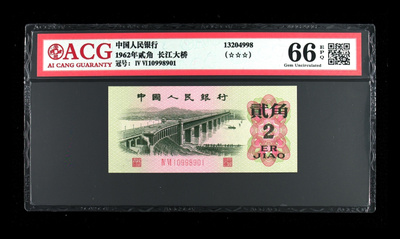 ACG
AI CANG GUARANTY
中国人民银行
1962年贰角 长江大桥
冠号: IV VI10998901
13204998
(☆☆☆)
66 EPQ
Gem Uncirculated
中國人民銀行
貳角
2
ER
JIAO
IV VI 10998901